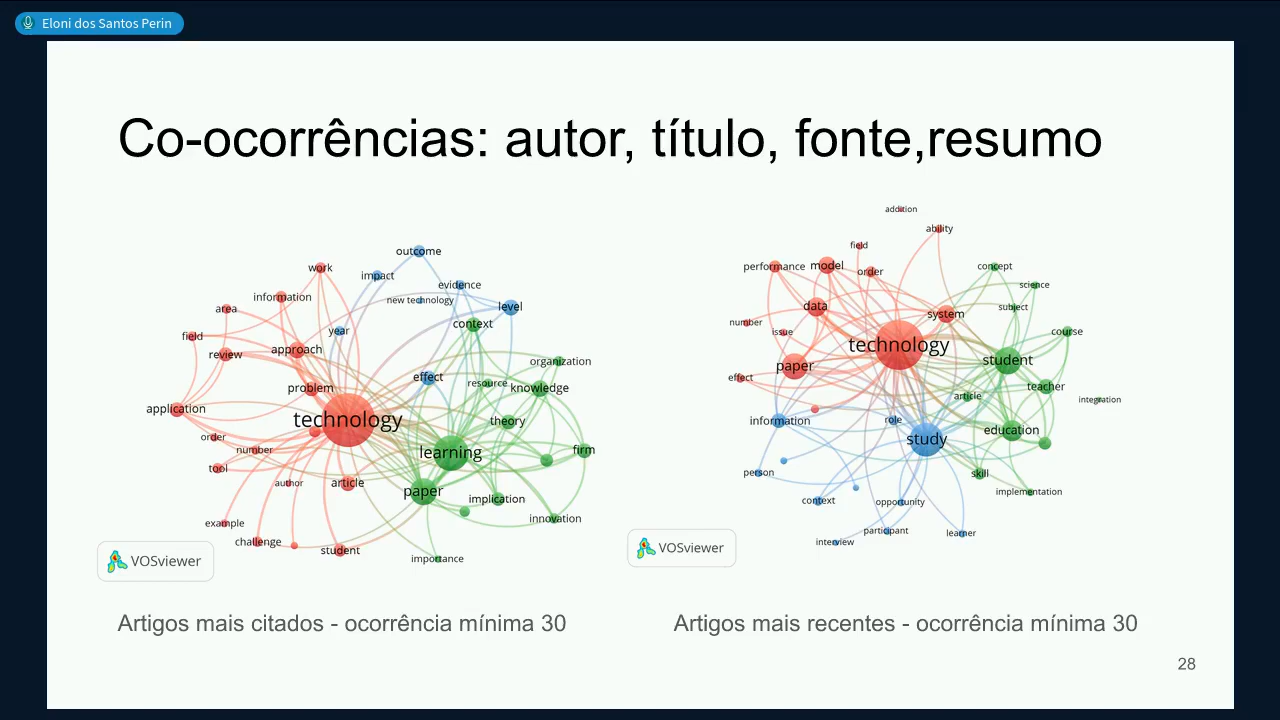 Eloni dos Santos Perin
Co-ocorrências: autor, título, fonte,resumo
outcome
work
impact
evidence
information
new technology
level
area
context
year
field
approach
review
organization
effect
resource
knowledge
problem
application
technology
theory
order
number
learning
firm
tool
author
article
paper
implication
example
innovation
challenge
student
importance
VOSviewer
addition
ability
field
performance
model
order
concept
science
data
subject
system
number
issue
course
technology
student
paper
effect
teacher
article
integration
information
role
education
study
person
skill
context
opportunity
implementation
participant
learner
interview
VOSviewer
Artigos mais citados - ocorrência mínima 30
Artigos mais recentes - ocorrência mínima 30
28